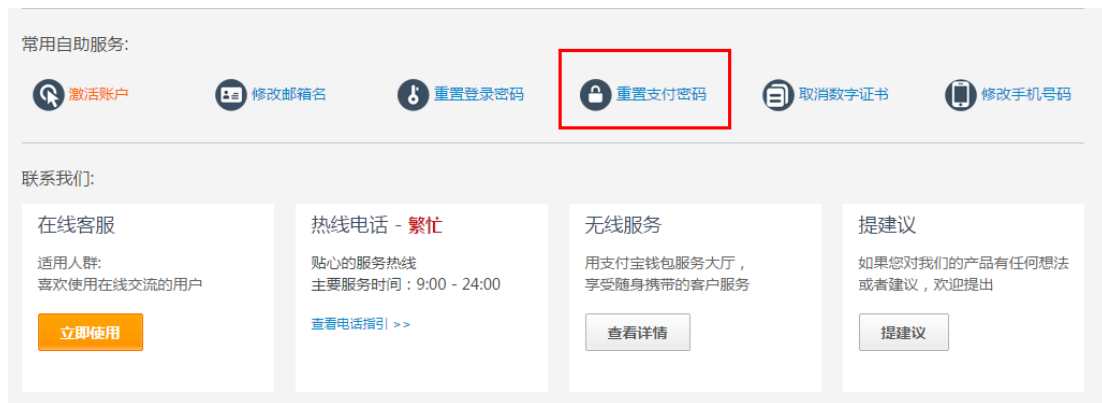 常用自助服务:
激活账户 修改邮箱名 重置登录密码 重置支付密码 取消数字证书 修改手机号码
联系我们:
在线客服
适用人群:
喜欢使用在线交流的用户
立即使用
热线电话 - 繁忙
贴心的服务热线
主要服务时间：9:00 - 24:00
查看电话指引 >>
无线服务
用支付宝钱包服务大厅，
享受随身携带的客户服务
查看详情
提建议
如果您对我们的产品有任何想法
或者建议，欢迎提出
提建议